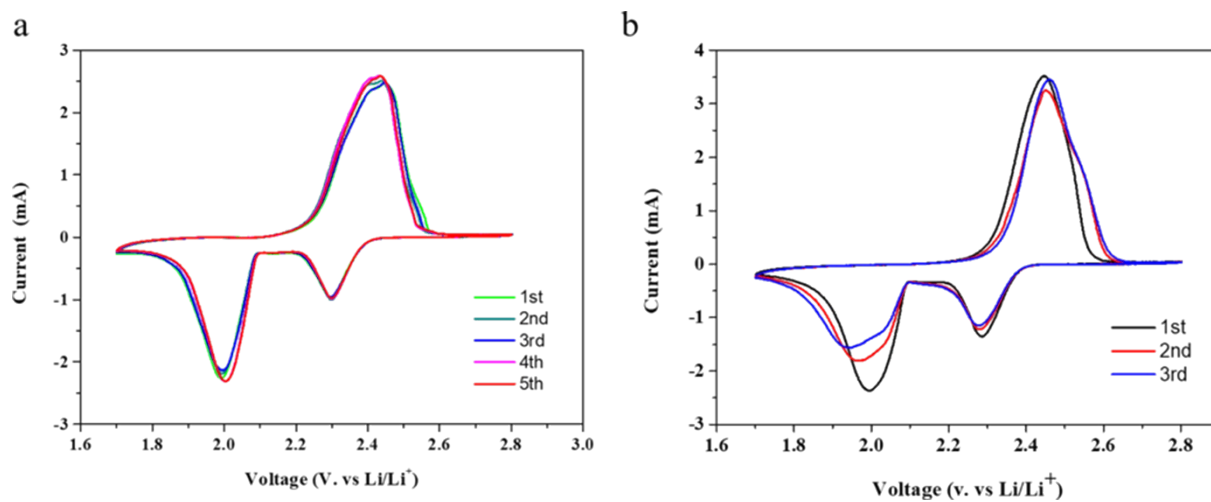 a
3
2
1
0
-1
-2
-3
Current (mA)
1st
2nd
3rd
4th
5th
1.6 1.8 2.0 2.2 2.4 2.6 2.8 3.0
Voltage (V. vs Li/Li+)
b
4
3
2
1
0
-1
-2
-3
Current (mA)
1st
2nd
3rd
1.6 1.8 2.0 2.2 2.4 2.6 2.8
Voltage (v. vs Li/Li+)